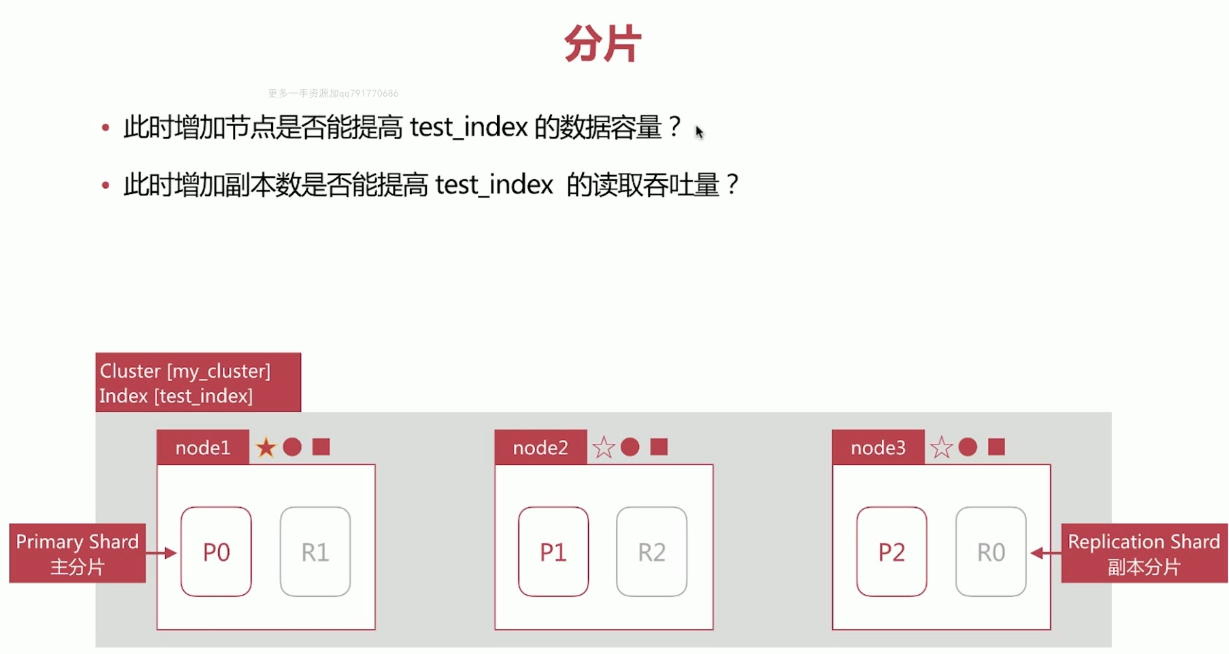 分片
更多一手资源加qq791770686
• 此时增加节点是否能提高 test_index 的数据容量？
• 此时增加副本数是否能提高 test_index 的读取吞吐量？
Cluster [my_cluster]
Index [test_index]
node1
node2
node3
Primary Shard
主分片
P0
R1
P1
R2
P2
R0
Replication Shard
副本分片